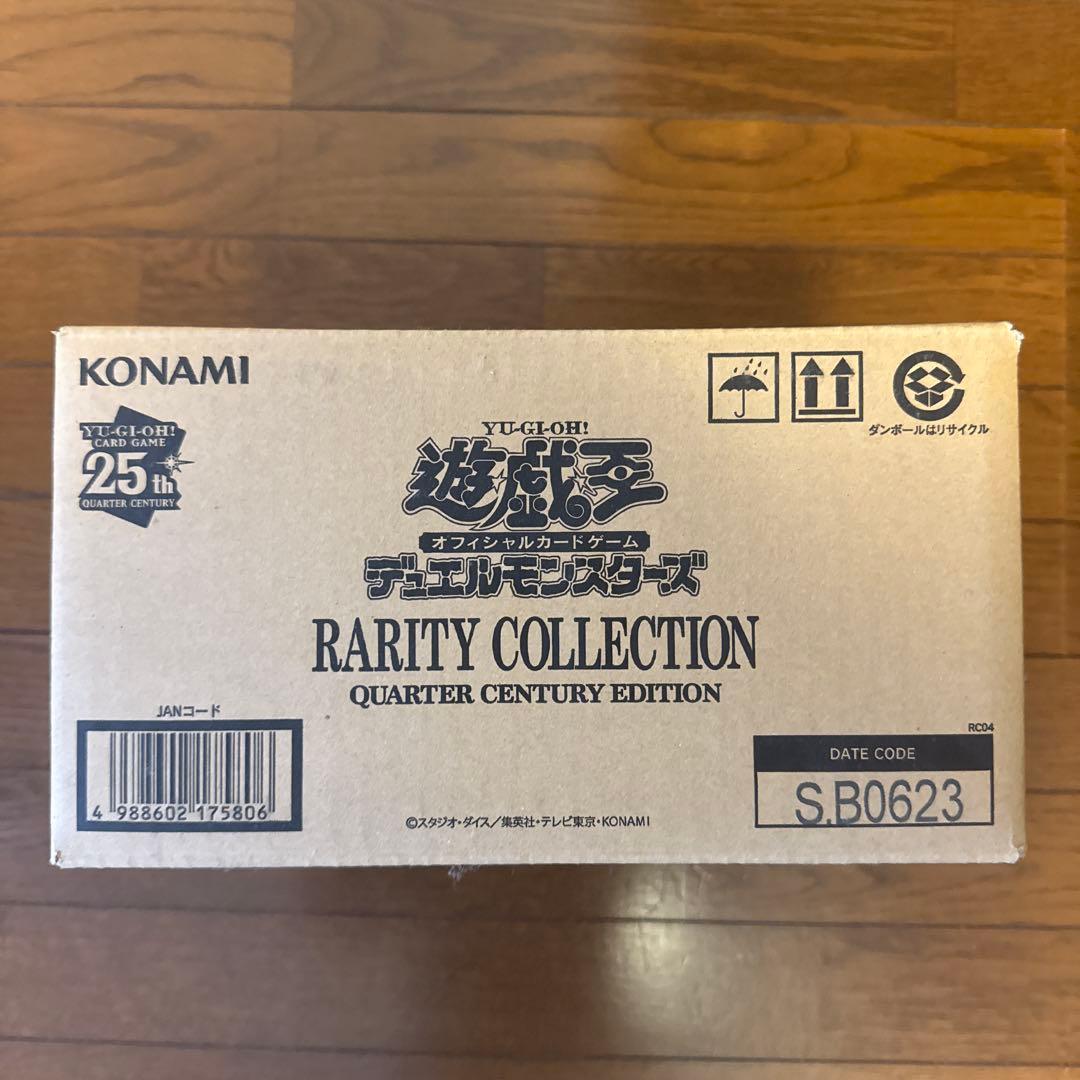 KONAMI
YU-GI-OH!
CARD GAME
25th
QUARTER CENTURY
ダンボールはリサイクル
YU-GI-OH!
遊戯王
オフィシャルカードゲーム
デュエルモンスターズ
RARITY COLLECTION
QUARTER CENTURY EDITION
JANコード
4 988602 175806
©スタジオ・ダイス/集英社・テレビ東京・KONAMI
RC04
DATE CODE
S.B0623